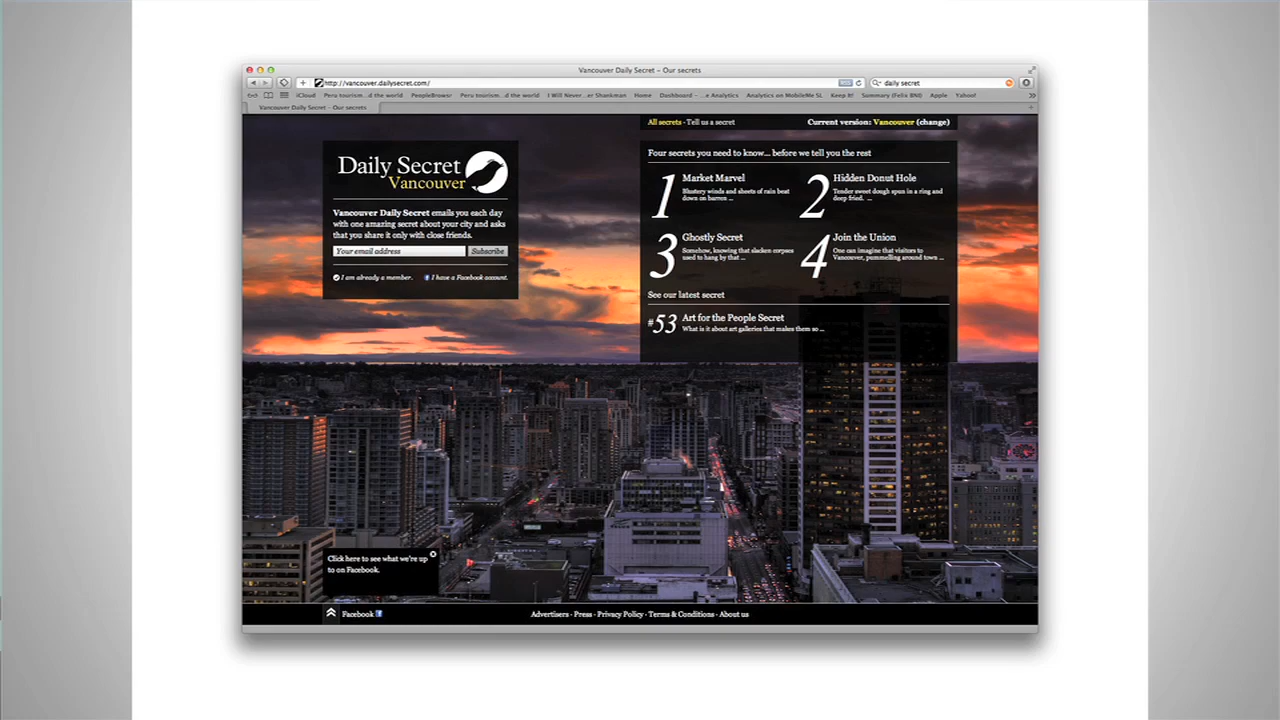 Vancouver Daily Secret – Our secrets
http://vancouver.dailysecret.com/
daily secret
iCloud Peru tourism...d the world PeopleBrowsr Peru tourism...d the world I Will Never...er Shankman Home Dashboard – ...e Analytics Analytics on MobileMe SL Keep It! Summary (Felix BNI) Apple Yahoo!
Vancouver Daily Secret – Our secrets
All secrets · Tell us a secret
Current version: Vancouver (change)
Daily Secret
Vancouver
Vancouver Daily Secret emails you each day
with one amazing secret about your city and asks
that you share it only with close friends.
Your email address Subscribe
I am already a member. I have a Facebook account.
Four secrets you need to know... before we tell you the rest
1 Market Marvel
Blustery winds and sheets of rain beat
down on barren ...
2 Hidden Donut Hole
Tender sweet dough spun in a ring and
deep fried. ...
3 Ghostly Secret
Somehow, knowing that slacken corpses
used to hang by that ...
4 Join the Union
One can imagine that visitors to
Vancouver, pummelling around town ...
See our latest secret
#53 Art for the People Secret
What is it about art galleries that makes them so ...
Click here to see what we're up
to on Facebook.
Facebook
Advertisers · Press · Privacy Policy · Terms & Conditions · About us